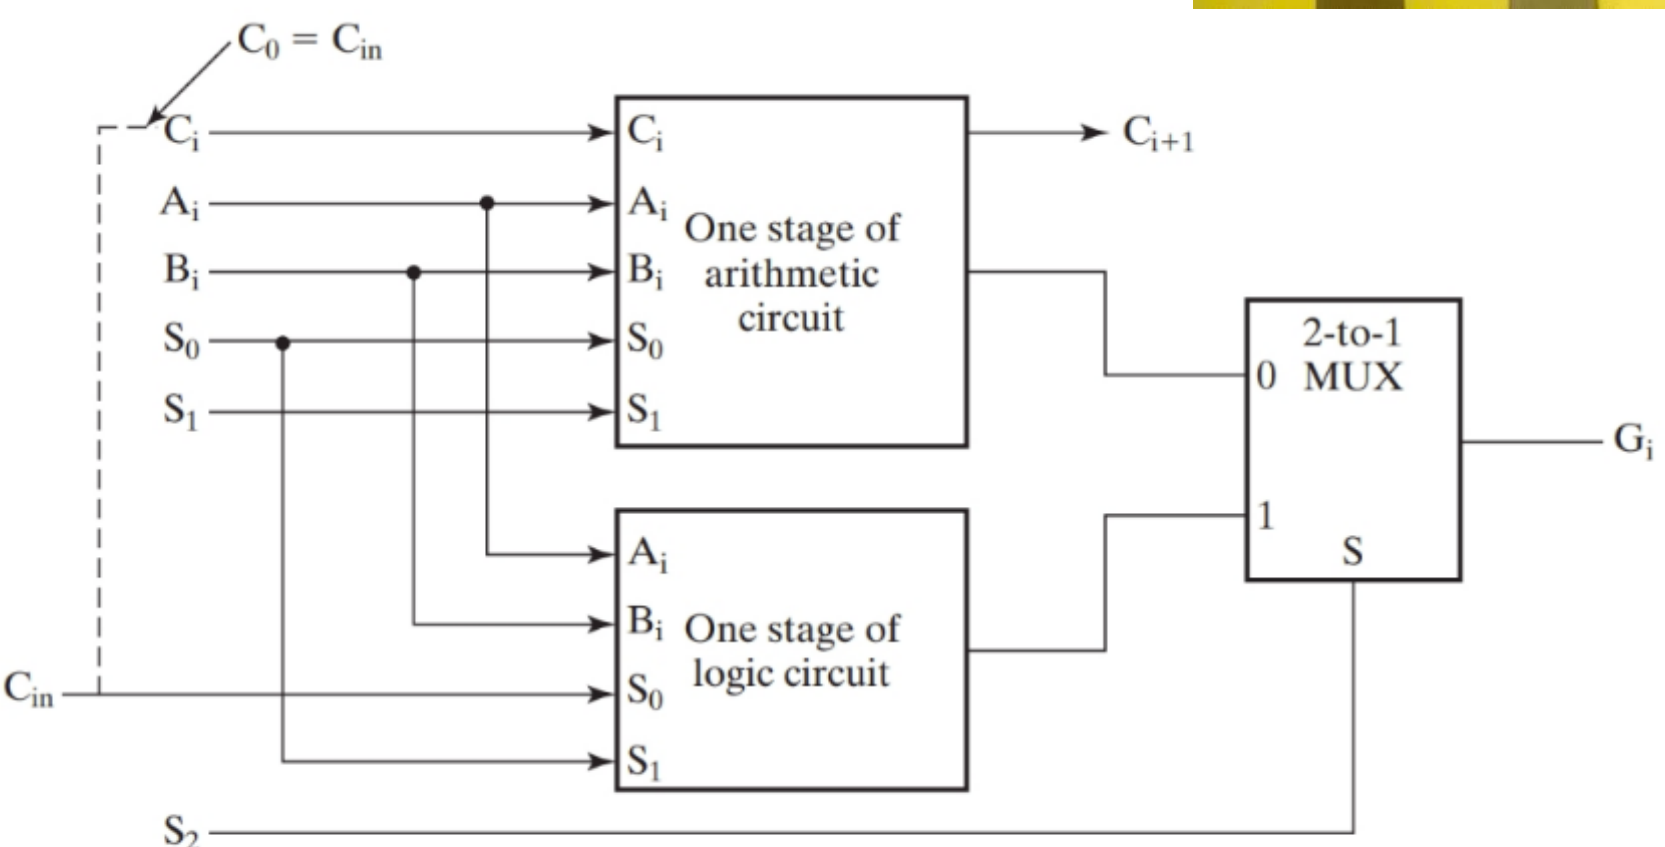 C₀ = Cᵢₙ
Cᵢ
Aᵢ
Bᵢ
S₀
S₁
Cᵢ
Aᵢ
Bᵢ
S₀
S₁
One stage of
arithmetic
circuit
Cᵢ₊₁
Aᵢ
Bᵢ
S₀
S₁
One stage of
logic circuit
Cᵢₙ
S₂
2-to-1
0 MUX
1
S
Gᵢ